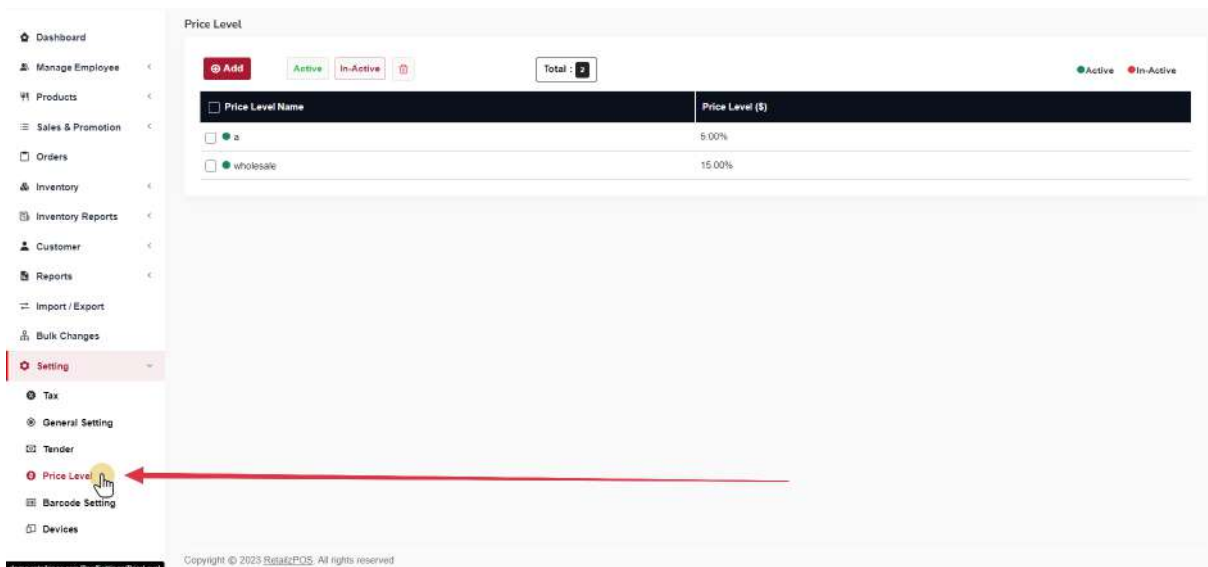 Price Level
Dashboard
Manage Employee
Products
Sales & Promotion
Orders
Inventory
Inventory Reports
Customer
Reports
Import / Export
Bulk Changes
Setting
Tax
General Setting
Tender
Price Level
Barcode Setting
Devices
Add
Active
In-Active
Total : 2
Active
In-Active
Price Level Name
Price Level ($)
a
5.00%
wholesale
15.00%
Copyright © 2023 RetailzPOS. All rights reserved